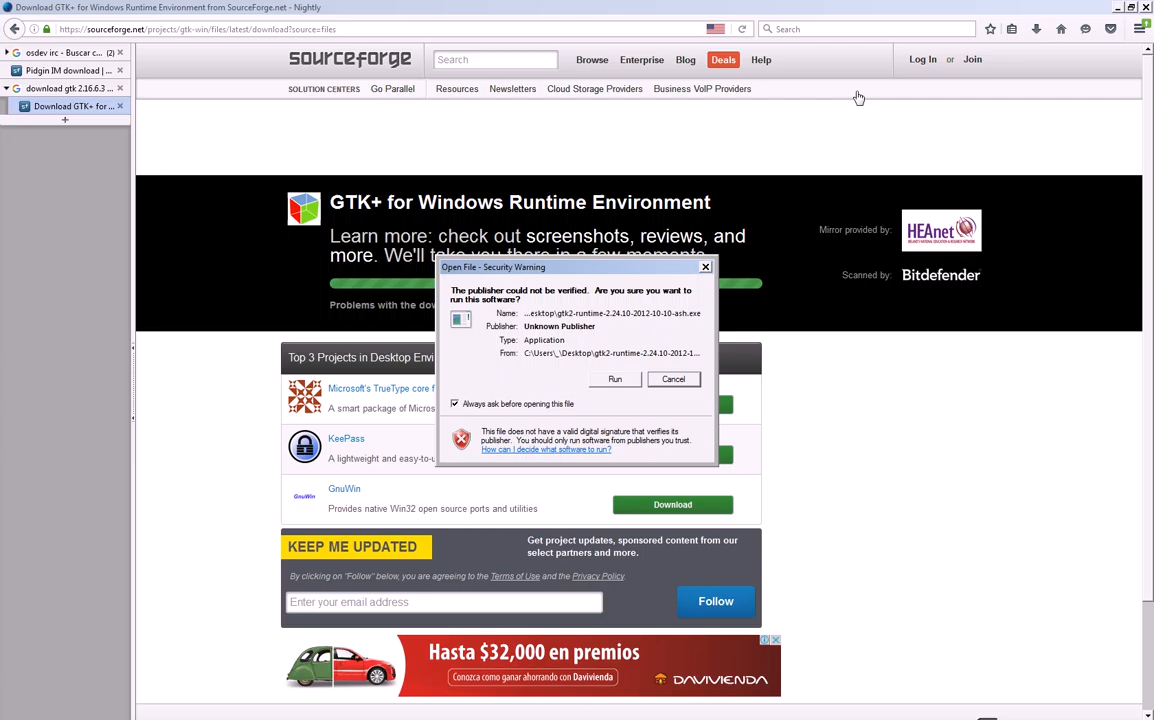 Download GTK+ for Windows Runtime Environment from SourceForge.net - Nightly
https://sourceforge.net/projects/gtk-win/files/latest/download?source=files
Search
osdev irc - Buscar c... (2)
Pidgin IM download | ...
download gtk 2.16.6.3 ...
Download GTK+ for ...
sourceforge
Search
Browse Enterprise Blog Deals Help
Log In or Join
SOLUTION CENTERS Go Parallel Resources Newsletters Cloud Storage Providers Business VoIP Providers
GTK+ for Windows Runtime Environment
Learn more: check out screenshots, reviews, and
more. We'll take you there in a few moments.
Problems with the dow
Mirror provided by:
HEAnet
Scanned by: Bitdefender
Open File - Security Warning
The publisher could not be verified. Are you sure you want to
run this software?
Name: ...esktop\gtk2-runtime-2.24.10-2012-10-10-ash.exe
Publisher: Unknown Publisher
Type: Application
From: C:\Users\_\Desktop\gtk2-runtime-2.24.10-2012-1...
Run Cancel
Always ask before opening this file
This file does not have a valid digital signature that verifies its
publisher. You should only run software from publishers you trust.
How can I decide what software to run?
Top 3 Projects in Desktop Envi
Microsoft's TrueType core f
A smart package of Micros
KeePass
A lightweight and easy-to-u
GnuWin
GnuWin
Provides native Win32 open source ports and utilities
Download
KEEP ME UPDATED
Get project updates, sponsored content from our
select partners and more.
By clicking on "Follow" below, you are agreeing to the Terms of Use and the Privacy Policy.
Enter your email address
Follow
Hasta $32,000 en premios
Conozca como ganar ahorrando con Davivienda
DAVIVIENDA